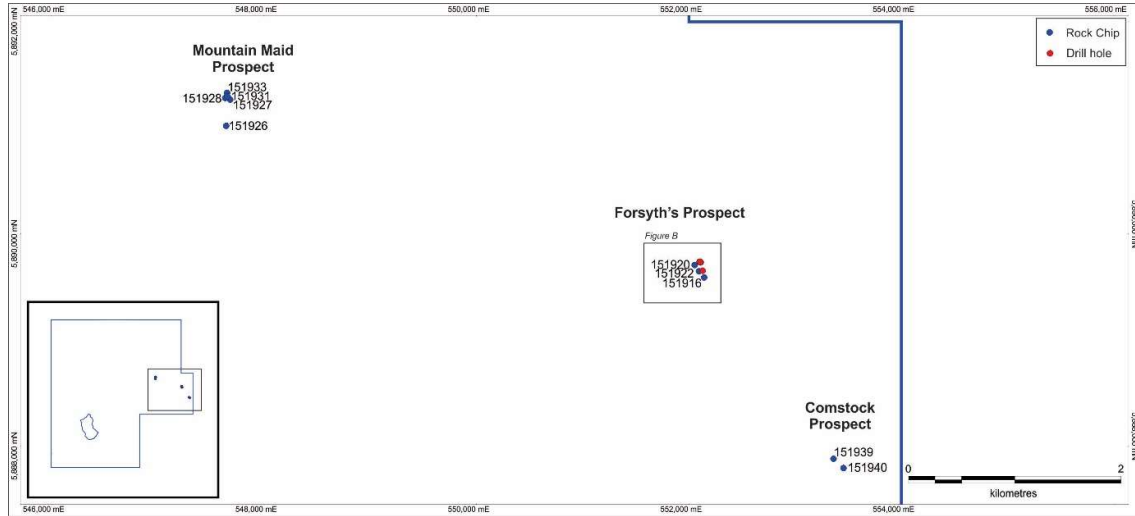 546,000 mE
548,000 mE
550,000 mE
552,000 mE
554,000 mE
556,000 mE
5,892,000 mN
Rock Chip
Drill hole
Mountain Maid
Prospect
151933
151928
151931
151927
151926
Forsyth's Prospect
5,890,000 mN
Figure B
151920
151922
151916
Comstock
Prospect
5,888,000 mN
151939
151940
0
2
kilometres
546,000 mE
548,000 mE
550,000 mE
552,000 mE
554,000 mE